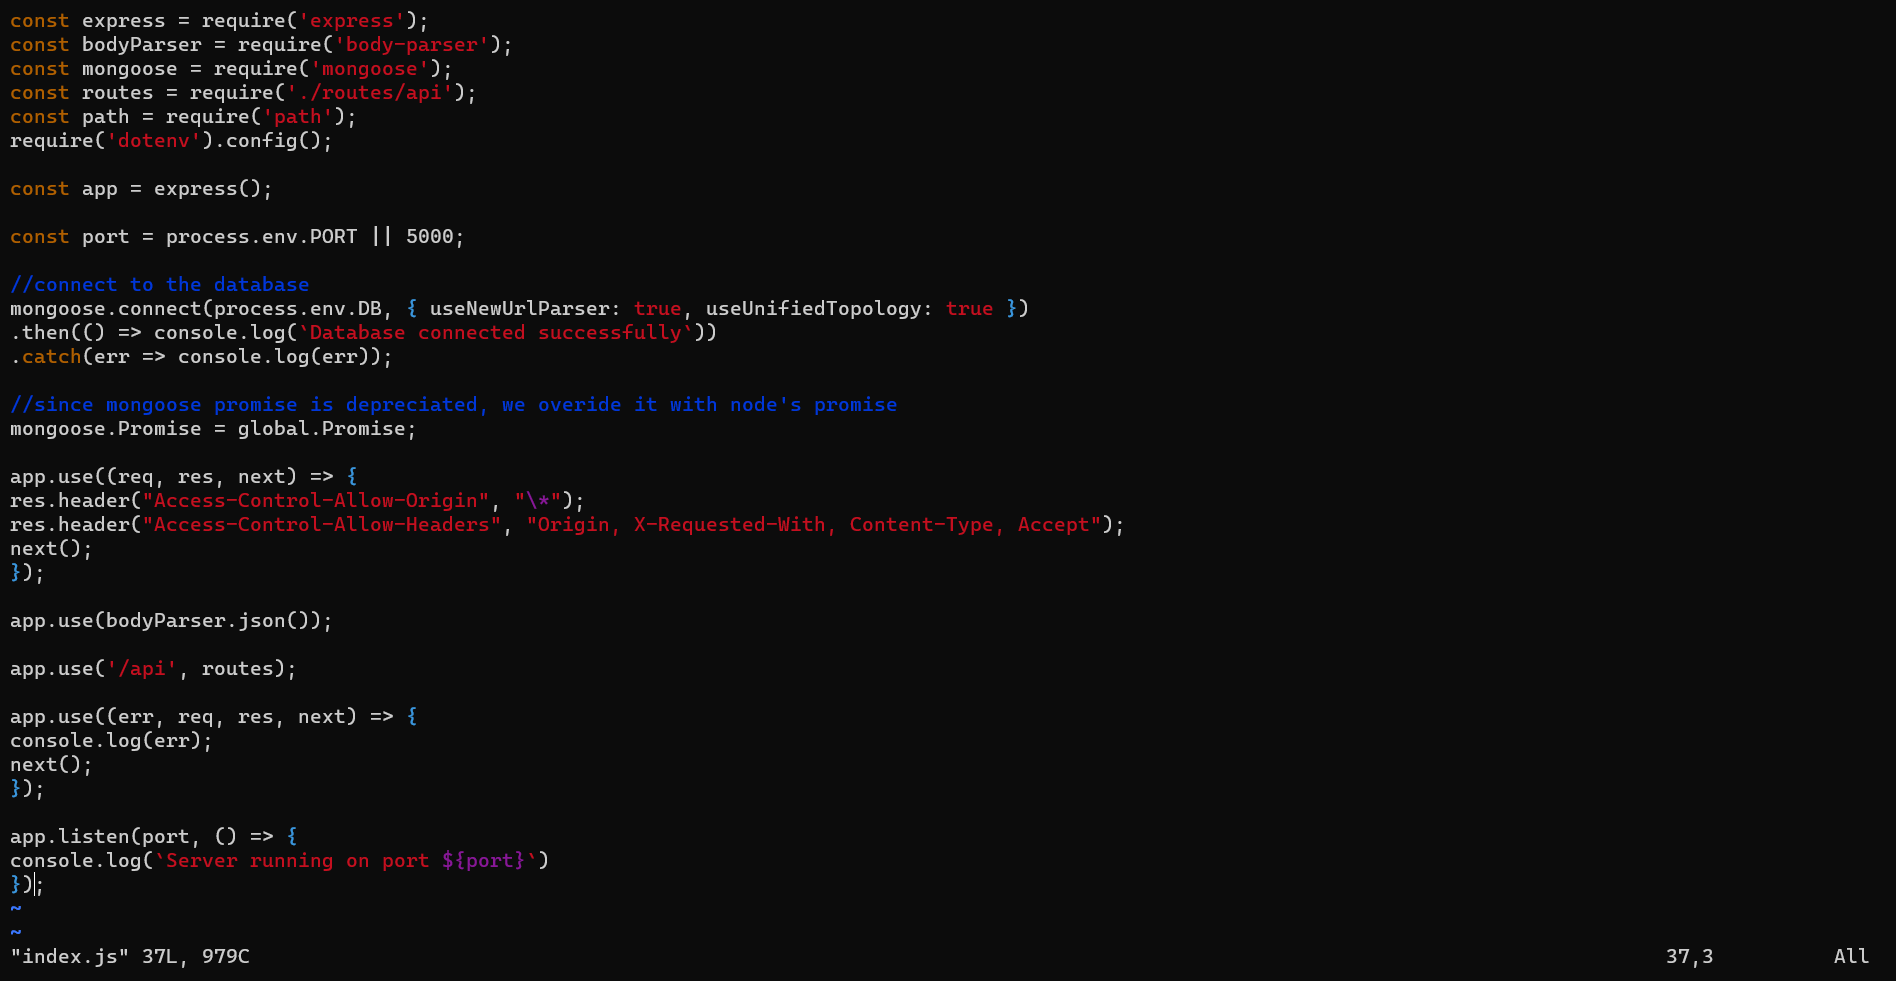 const express = require('express');
const bodyParser = require('body-parser');
const mongoose = require('mongoose');
const routes = require('./routes/api');
const path = require('path');
require('dotenv').config();
const app = express();
const port = process.env.PORT || 5000;
//connect to the database
mongoose.connect(process.env.DB, { useNewUrlParser: true, useUnifiedTopology: true })
.then(() => console.log(`Database connected successfully`))
.catch(err => console.log(err));
//since mongoose promise is depreciated, we overide it with node's promise
mongoose.Promise = global.Promise;
app.use((req, res, next) => {
res.header("Access-Control-Allow-Origin", "\*");
res.header("Access-Control-Allow-Headers", "Origin, X-Requested-With, Content-Type, Accept");
next();
});
app.use(bodyParser.json());
app.use('/api', routes);
app.use((err, req, res, next) => {
console.log(err);
next();
});
app.listen(port, () => {
console.log(`Server running on port ${port}`)
});
~
~
"index.js" 37L, 979C 37,3 All